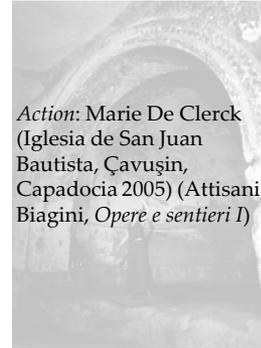 Action: Marie De Clerck
(Iglesia de San Juan
Bautista, Çavuşin,
Capadocia 2005) (Attisani
Biagini, Opere e sentieri I)